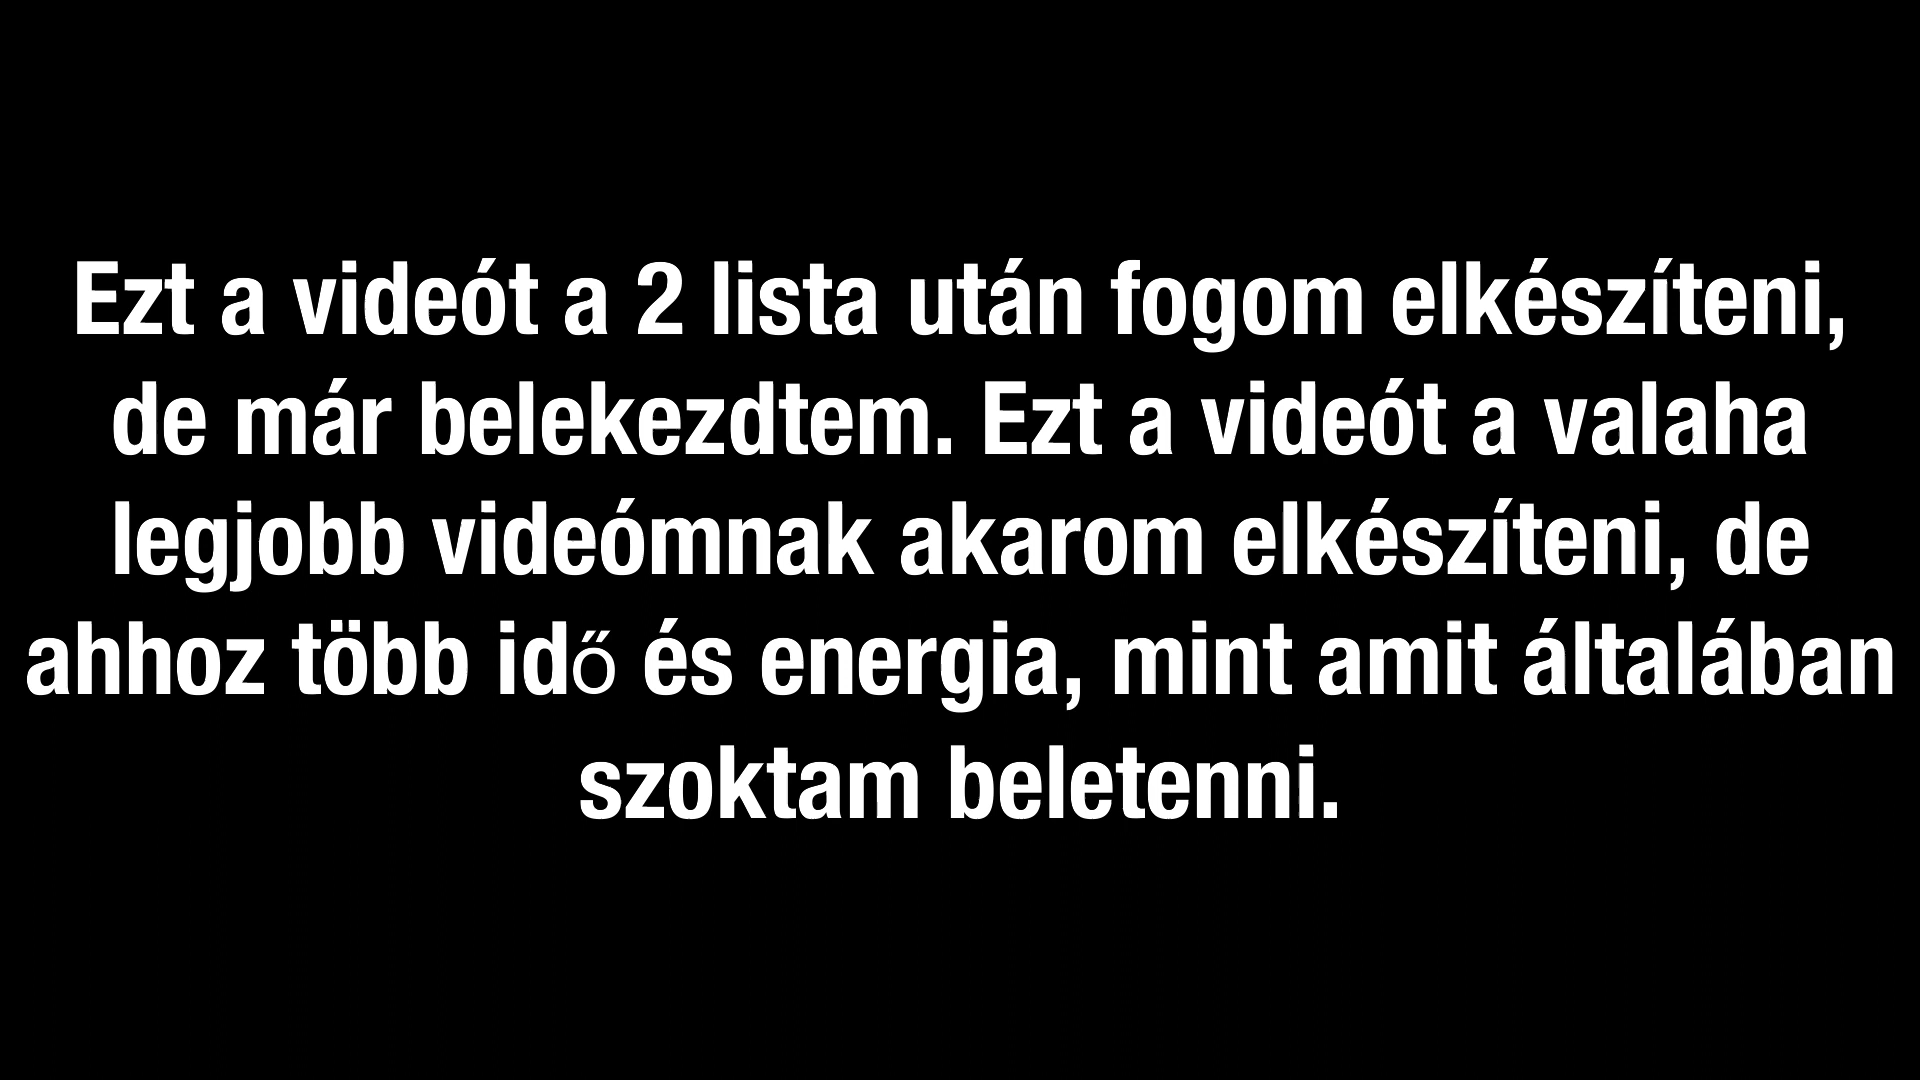 Ezt a videót a 2 lista után fogom elkészíteni,
de már belekezdtem. Ezt a videót a valaha
legjobb videómnak akarom elkészíteni, de
ahhoz több idő és energia, mint amit általában
szoktam beletenni.